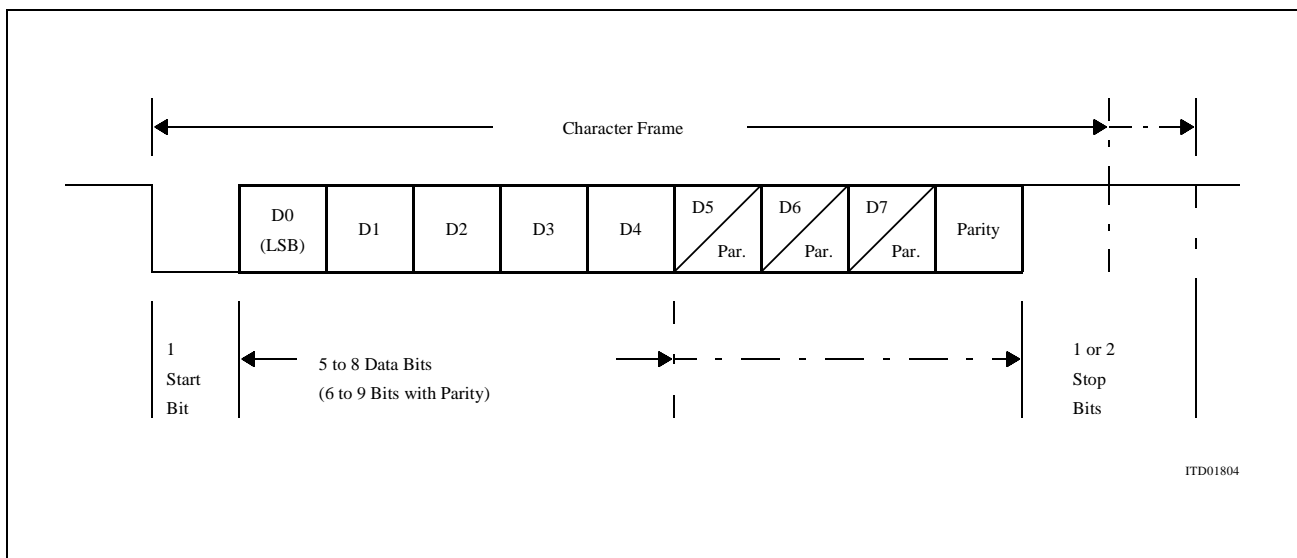 Character Frame
D0
(LSB)
D1
D2
D3
D4
D5
Par.
D6
Par.
D7
Par.
Parity
1
Start
Bit
5 to 8 Data Bits
(6 to 9 Bits with Parity)
1 or 2
Stop
Bits
ITD01804